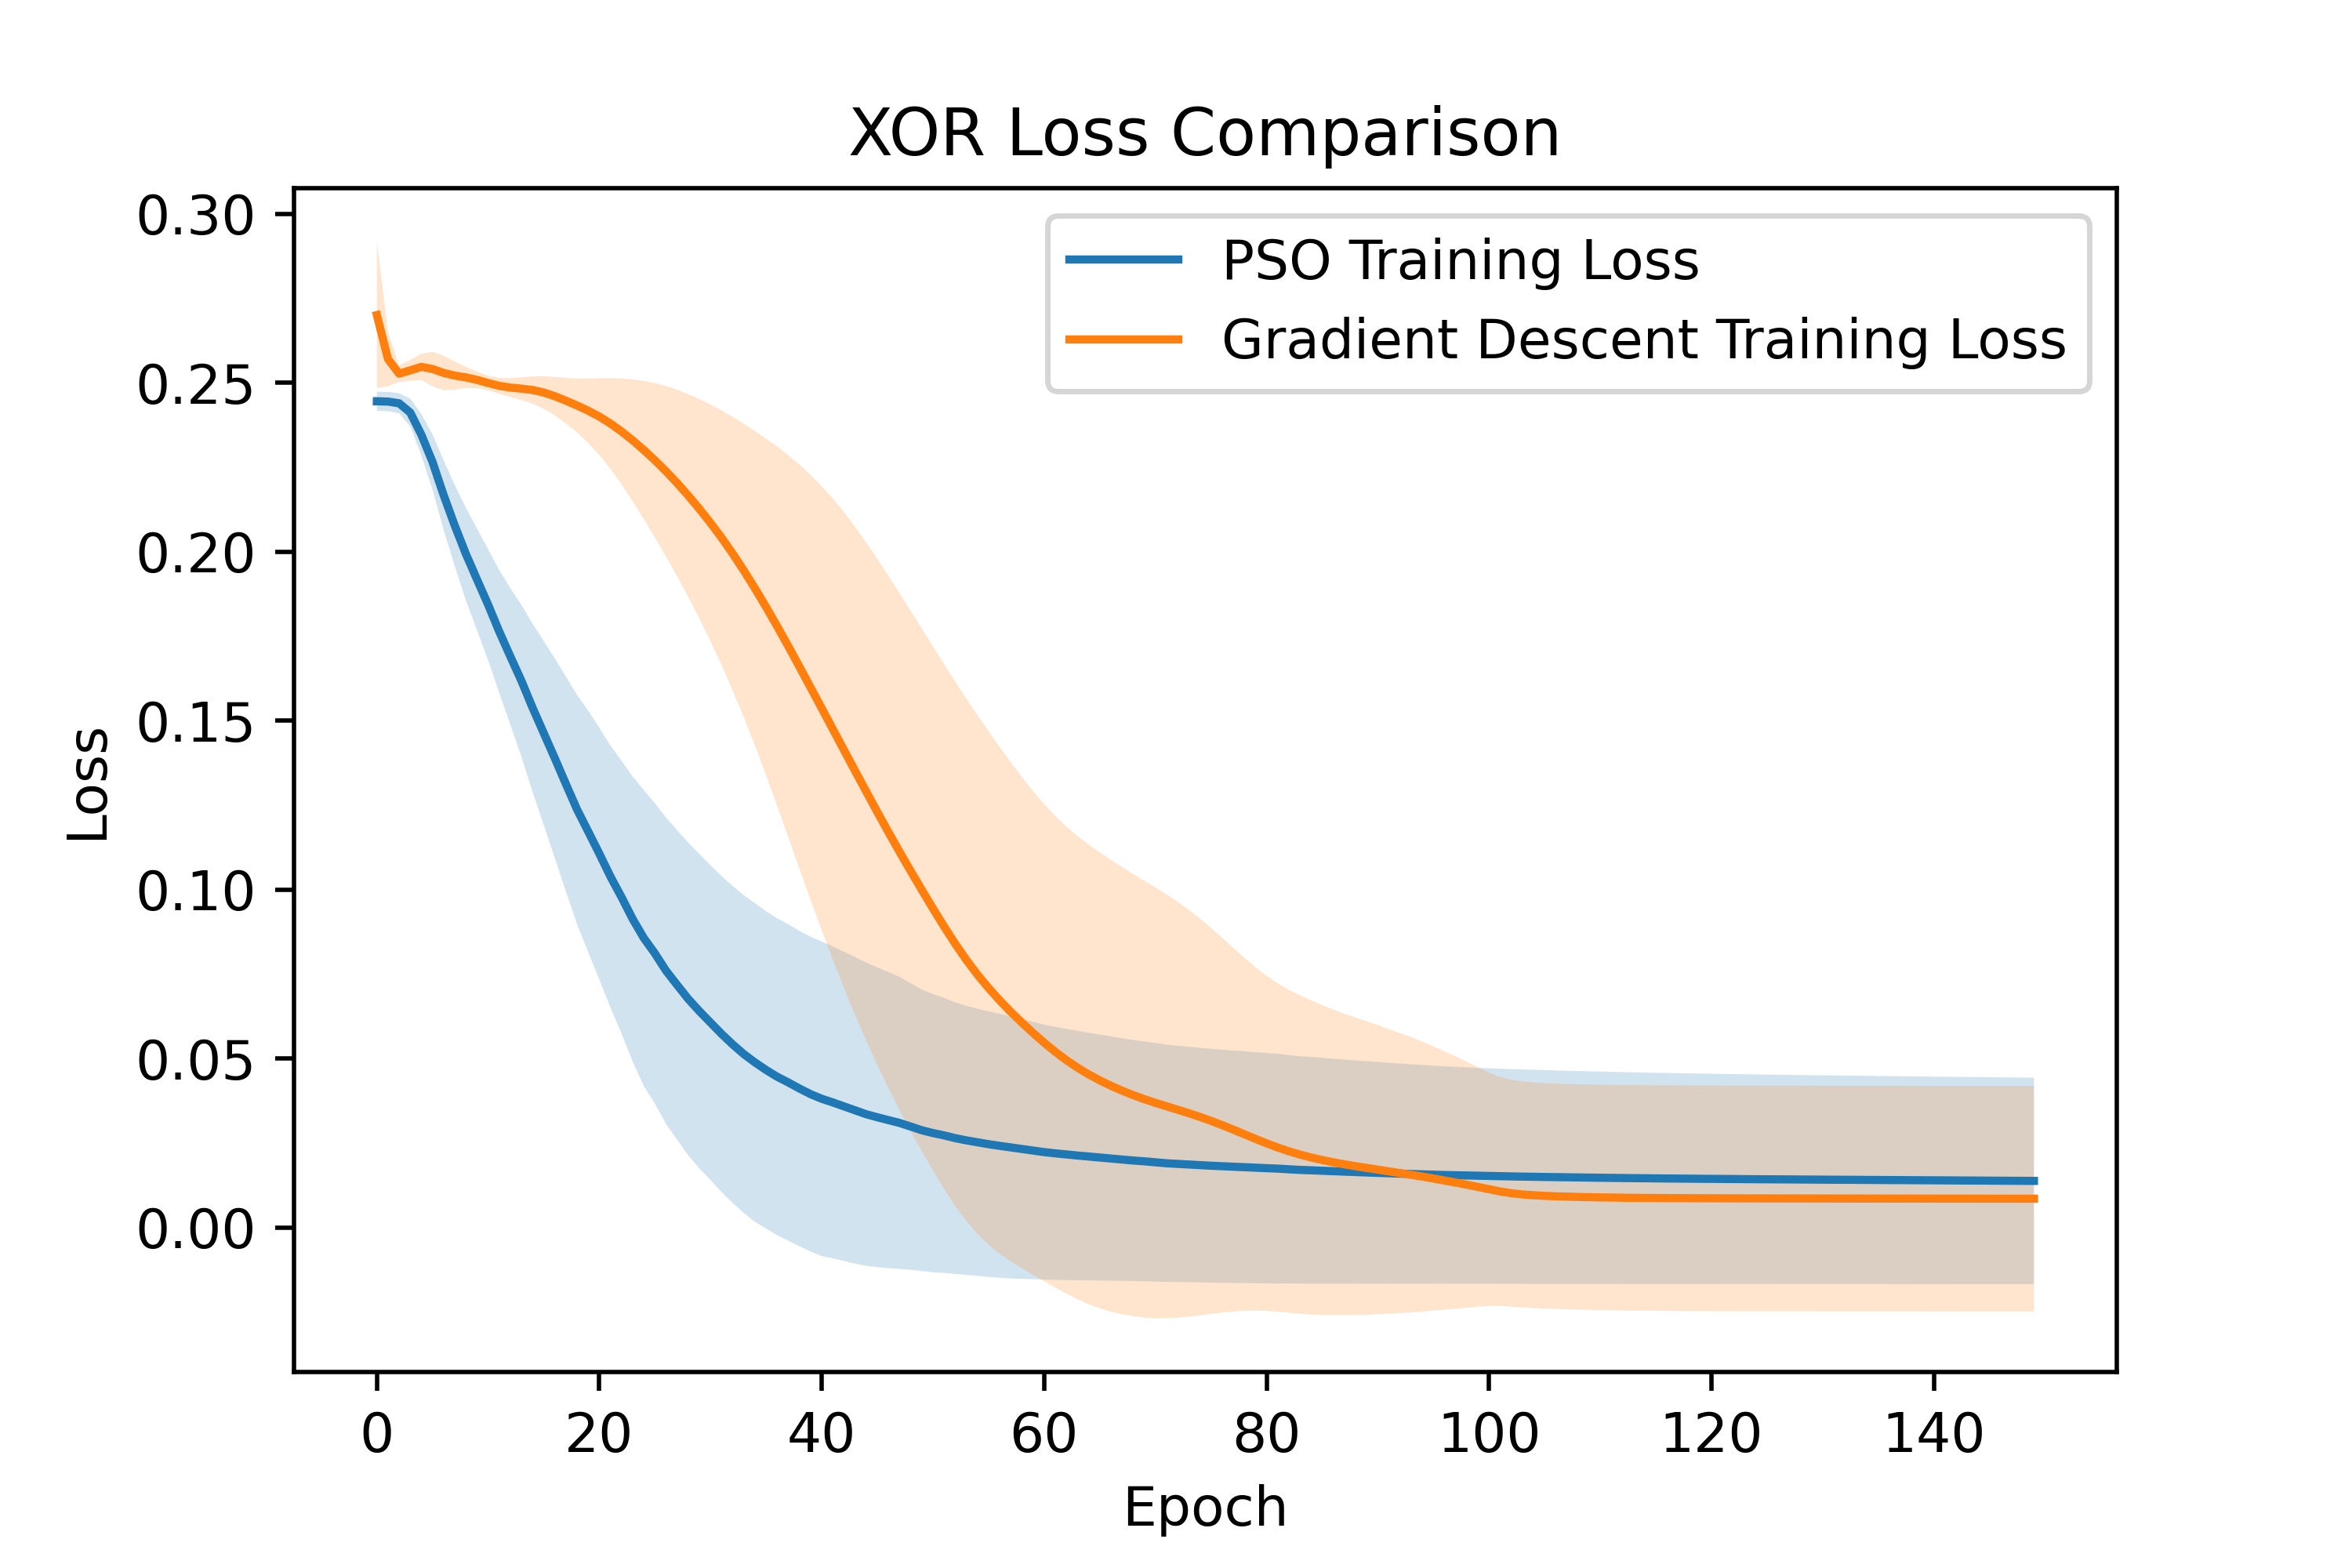 XOR Loss Comparison
PSO Training Loss
Gradient Descent Training Loss
0.30
0.25
0.20
0.15
0.10
0.05
0.00
Loss
0 20 40 60 80 100 120 140
Epoch